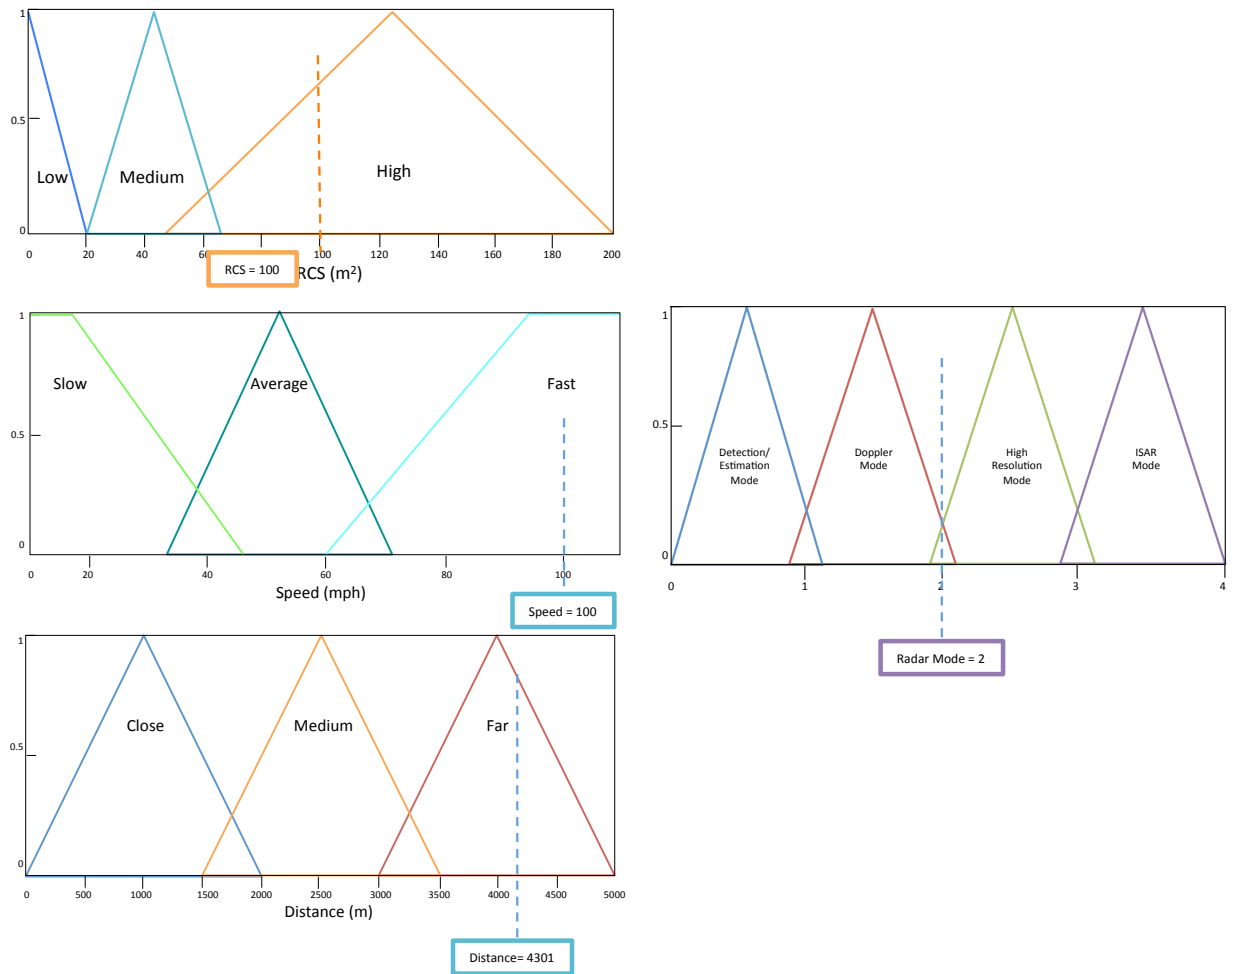 1
0.5
Low
Medium
High
0
0 20 40 6 100 120 140 160 180 200
RCS = 100
RCS (m²)
1
Slow
Average
Fast
0.5
0
0 20 40 60 80 100
Speed (mph)
Speed = 100
1
Close
Medium
Far
0.5
0
0 500 1000 1500 2000 2500 3000 3500 4000 4500 5000
Distance (m)
Distance= 4301
1
0.5
Detection/
Estimation
Mode
Doppler
Mode
High
Resolution
Mode
ISAR
Mode
0
0 1 2 3 4
Radar Mode = 2